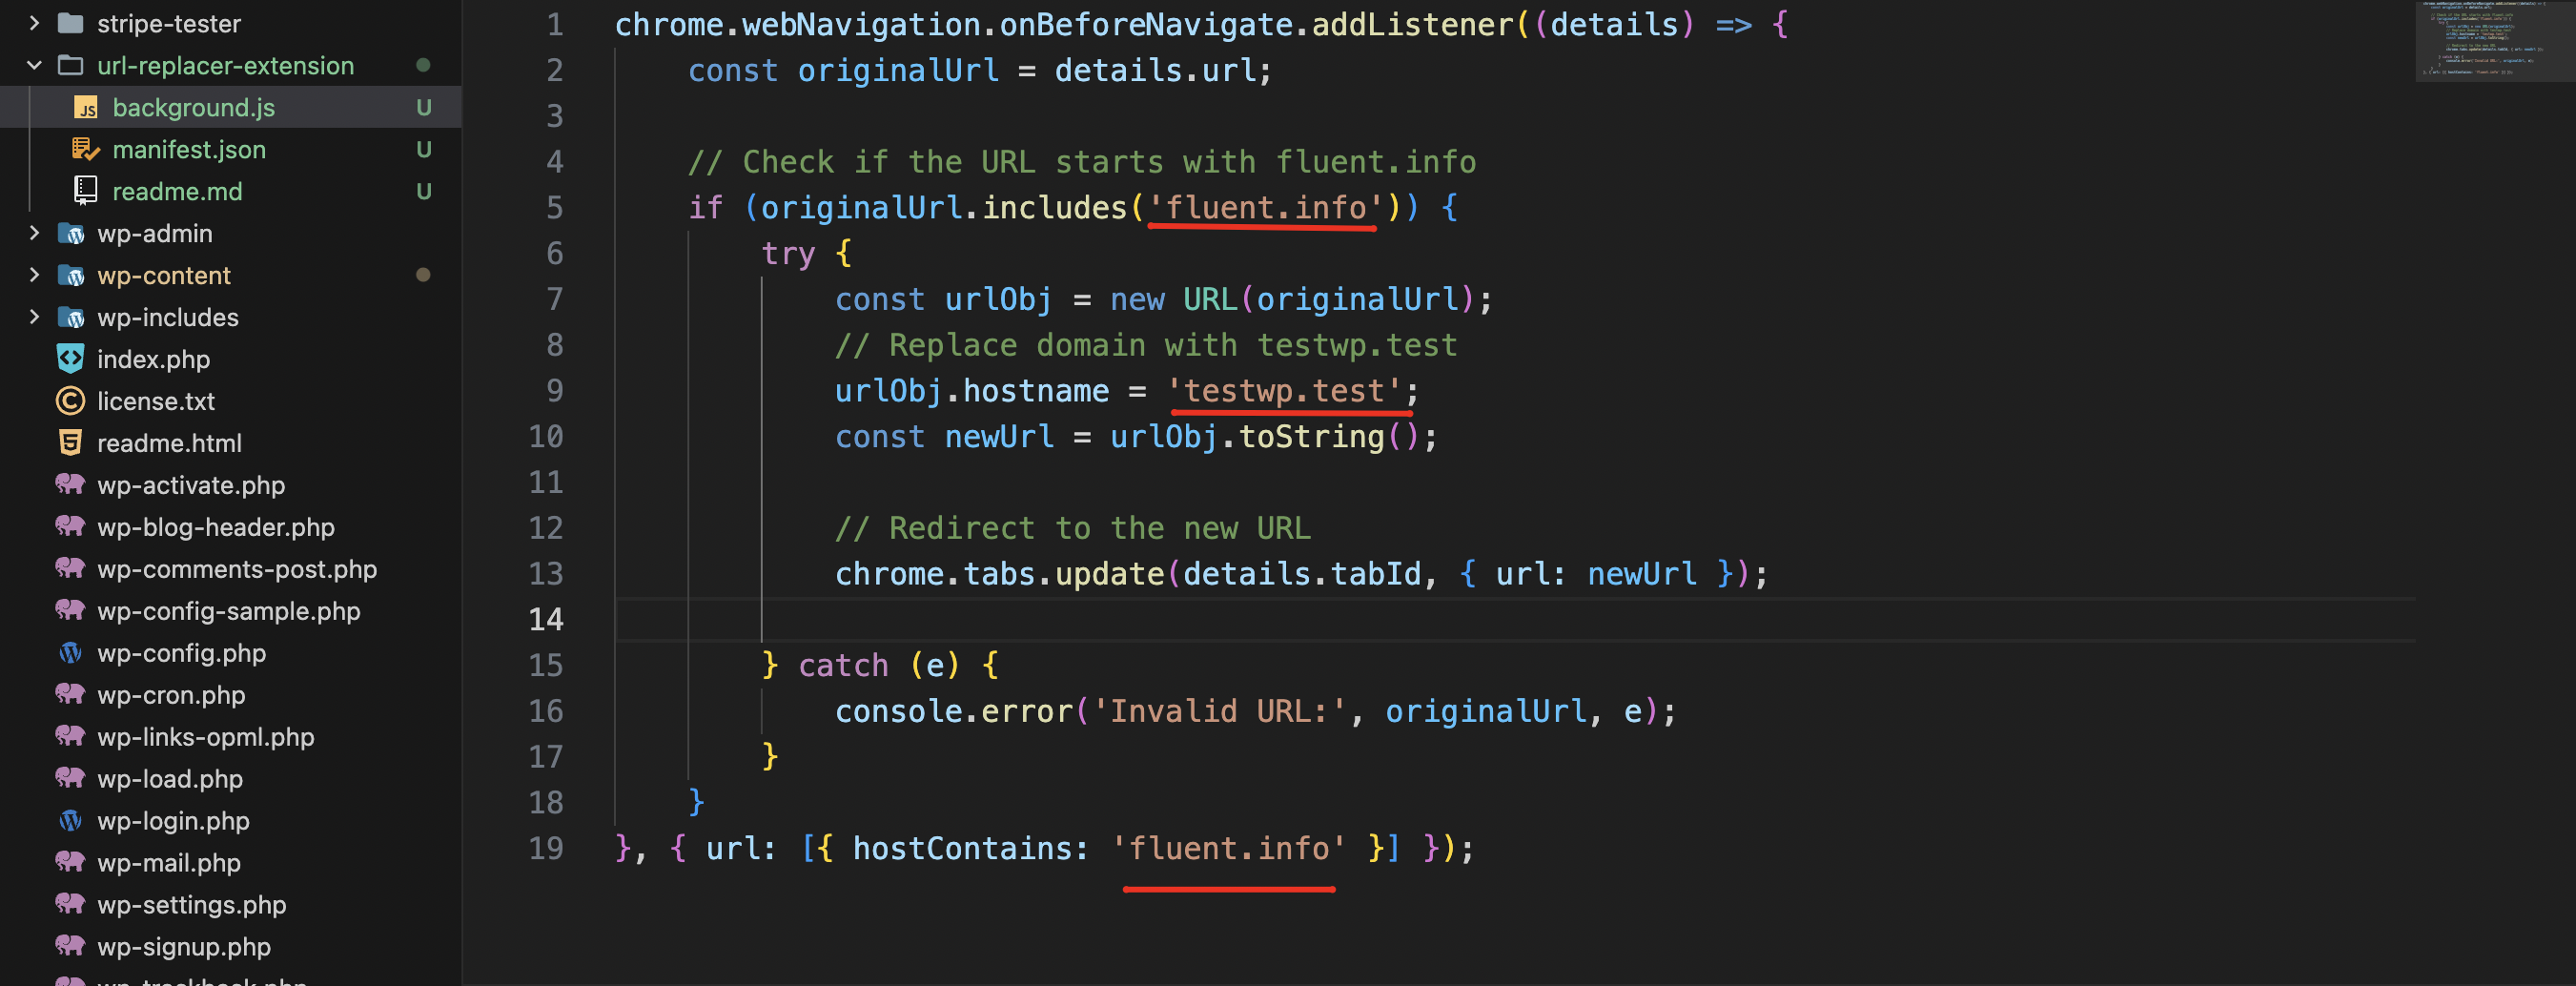 stripe-tester
url-replacer-extension
background.js U
manifest.json U
readme.md U
wp-admin
wp-content
wp-includes
index.php
license.txt
readme.html
wp-activate.php
wp-blog-header.php
wp-comments-post.php
wp-config-sample.php
wp-config.php
wp-cron.php
wp-links-opml.php
wp-load.php
wp-login.php
wp-mail.php
wp-settings.php
wp-signup.php
1 chrome.webNavigation.onBeforeNavigate.addListener((details) => {
2 const originalUrl = details.url;
3
4 // Check if the URL starts with fluent.info
5 if (originalUrl.includes('fluent.info')) {
6 try {
7 const urlObj = new URL(originalUrl);
8 // Replace domain with testwp.test
9 urlObj.hostname = 'testwp.test';
10 const newUrl = urlObj.toString();
11
12 // Redirect to the new URL
13 chrome.tabs.update(details.tabId, { url: newUrl });
14
15 } catch (e) {
16 console.error('Invalid URL:', originalUrl, e);
17 }
18 }
19 }, { url: [{ hostContains: 'fluent.info' }] });